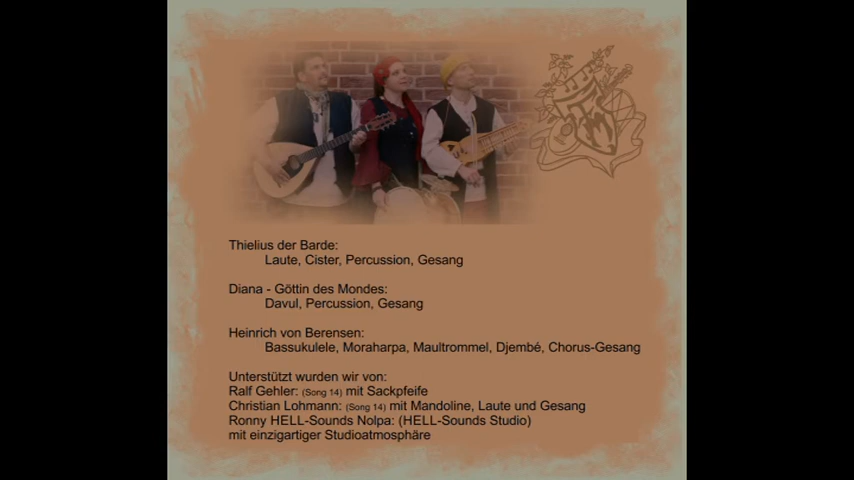 Thielius der Barde:
Laute, Cister, Percussion, Gesang
Diana - Göttin des Mondes:
Davul, Percussion, Gesang
Heinrich von Berensen:
Bassukulele, Moraharpa, Maultrommel, Djembé, Chorus-Gesang
Unterstützt wurden wir von:
Ralf Gehler: (Song 14) mit Sackpfeife
Christian Lohmann: (Song 14) mit Mandoline, Laute und Gesang
Ronny HELL-Sounds Nolpa: (HELL-Sounds Studio)
mit einzigartiger Studioatmosphäre